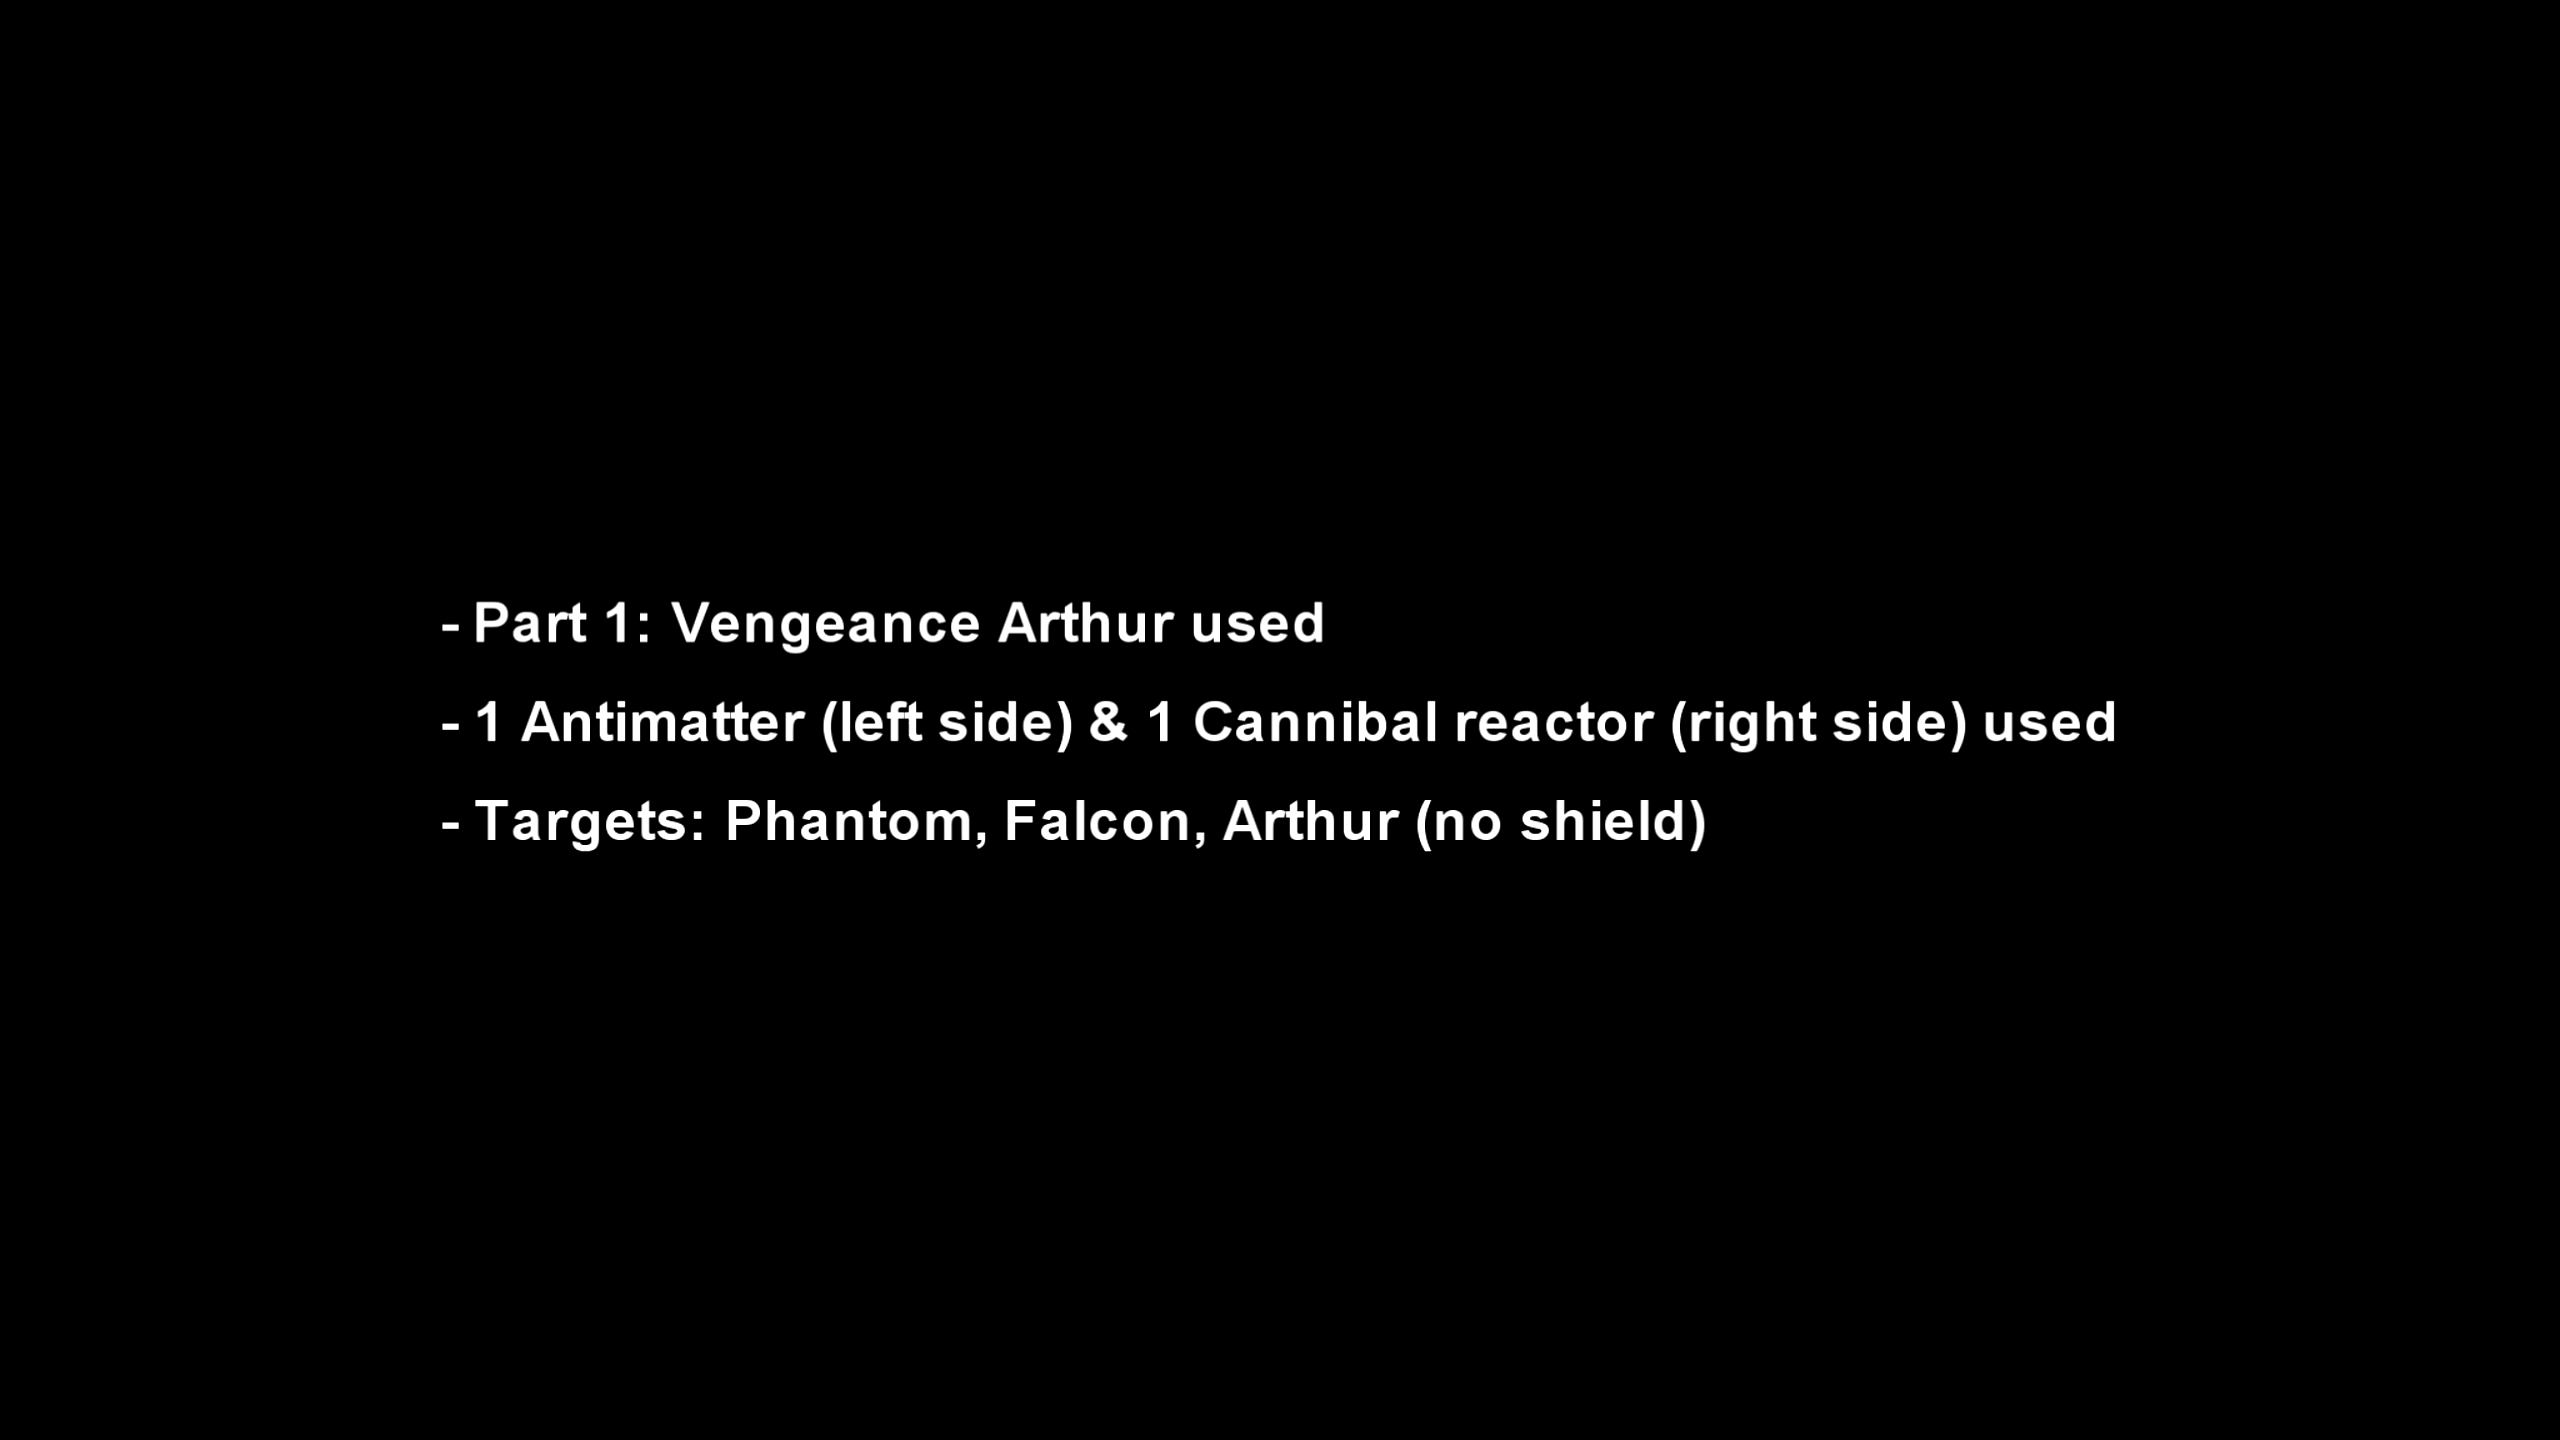 - Part 1: Vengeance Arthur used
- 1 Antimatter (left side) & 1 Cannibal reactor (right side) used
- Targets: Phantom, Falcon, Arthur (no shield)